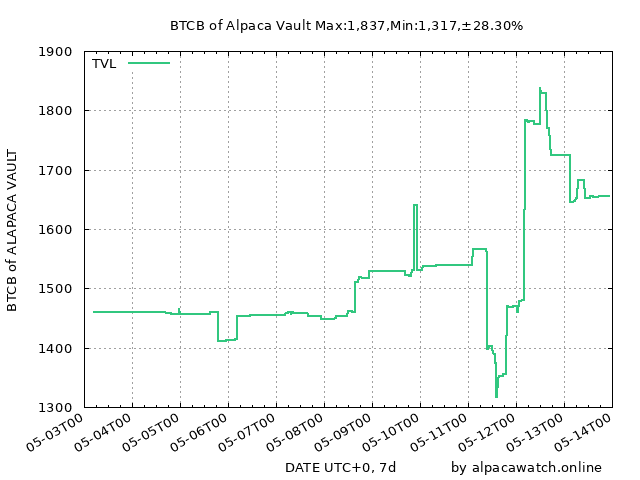 BTCB of Alpaca Vault Max:1,837,Min:1,317,±28.30%
TVL
BTCB of ALAPACA VAULT
1900
1800
1700
1600
1500
1400
1300
05-03T00
05-04T00
05-05T00
05-06T00
05-07T00
05-08T00
05-09T00
05-10T00
05-11T00
05-12T00
05-13T00
05-14T00
DATE UTC+0, 7d
by alpacawatch.online